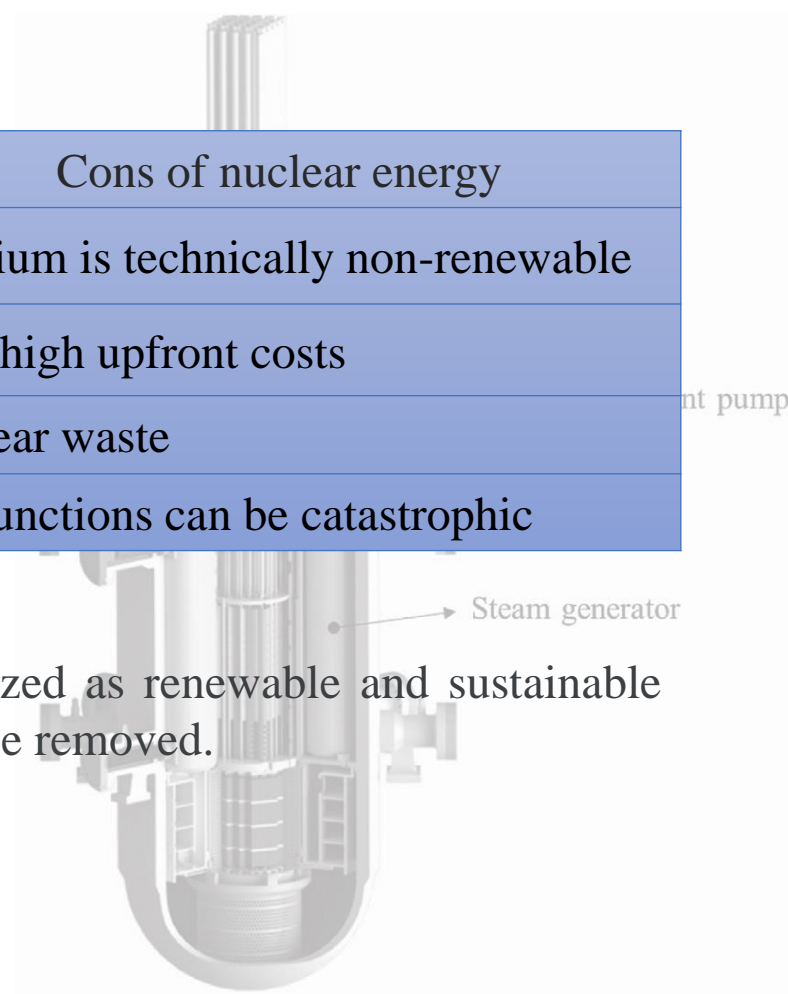 Cons of nuclear energy
ium is technically non-renewable
high upfront costs
nt pump
ear waste
unctions can be catastrophic
Steam generator
zed as renewable and sustainable
e removed.